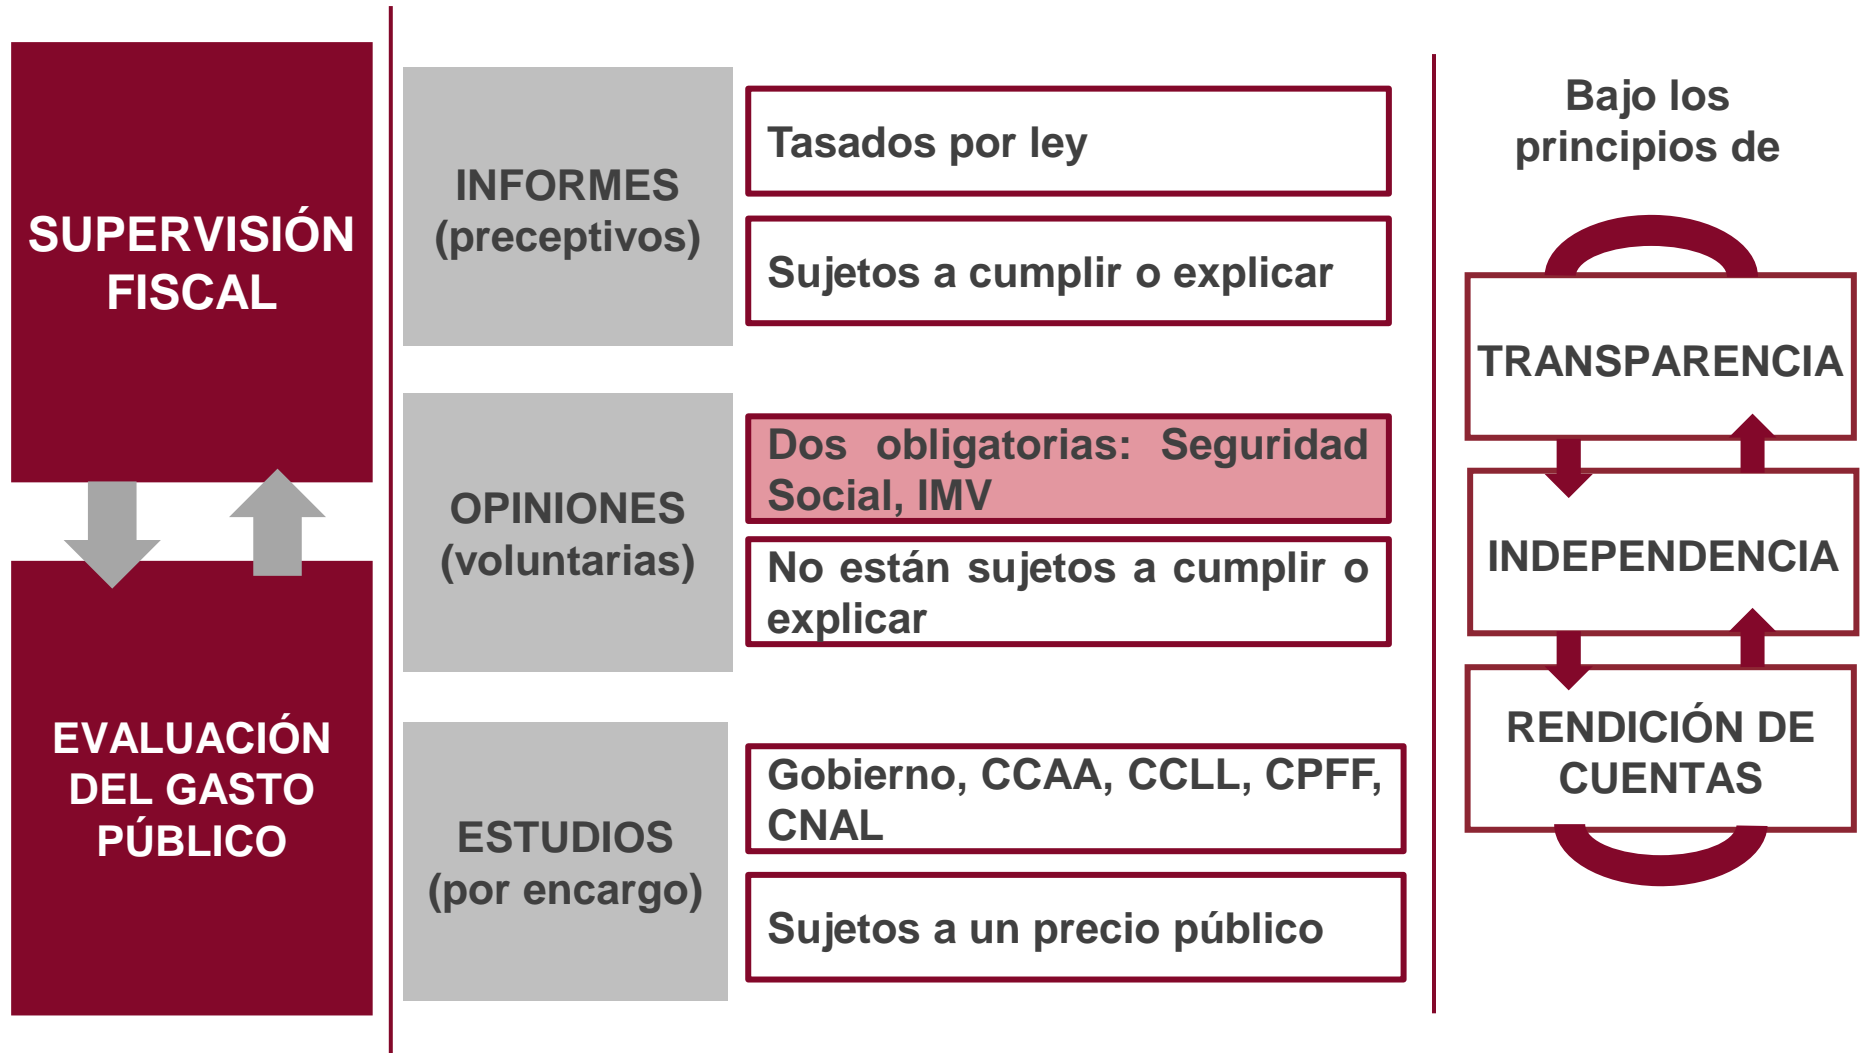 SUPERVISIÓN
FISCAL
EVALUACIÓN
DEL GASTO
PÚBLICO
INFORMES
(preceptivos)
Tasados por ley
Sujetos a cumplir o explicar
OPINIONES
(voluntarias)
Dos obligatorias: Seguridad
Social, IMV
No están sujetos a cumplir o
explicar
ESTUDIOS
(por encargo)
Gobierno, CCAA, CCLL, CPFF,
CNAL
Sujetos a un precio público
Bajo los
principios de
TRANSPARENCIA
INDEPENDENCIA
RENDICIÓN DE
CUENTAS